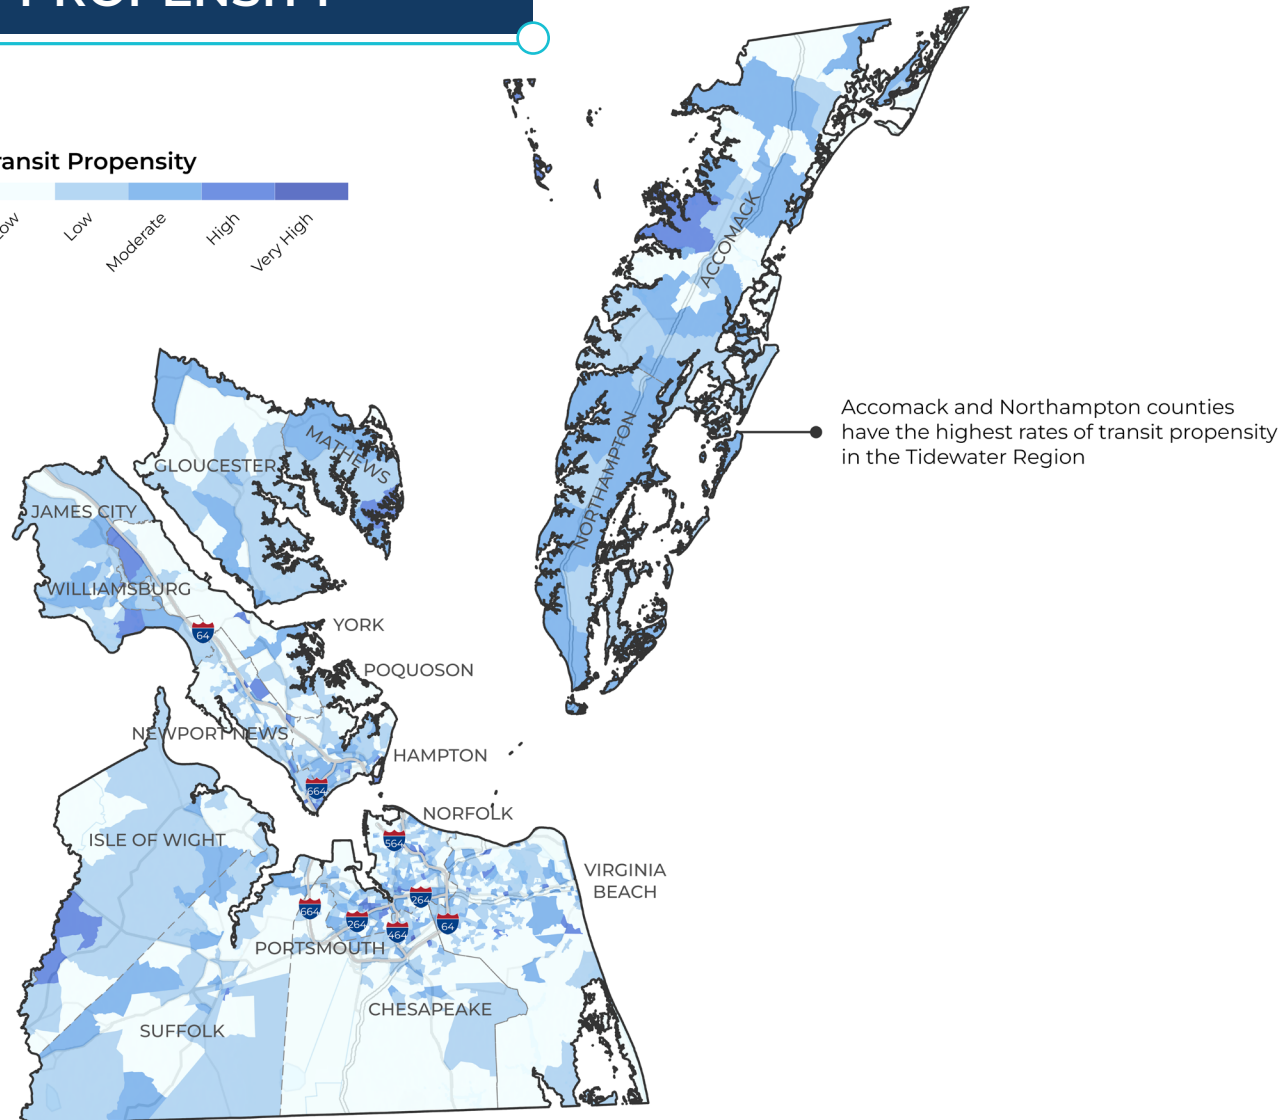 PROPENSITY
ransit Propensity
Low
Low
Moderate
High
Very High
ACCOMACK
Accomack and Northampton counties
have the highest rates of transit propensity
in the Tidewater Region
NORTHAMPTON
MATHEWS
GLOUCESTER
JAMES CITY
WILLIAMSBURG
YORK
64
POQUOSON
NEWPORT NEWS
HAMPTON
664
NORFOLK
564
ISLE OF WIGHT
VIRGINIA
BEACH
264
664
264
464
64
PORTSMOUTH
CHESAPEAKE
SUFFOLK